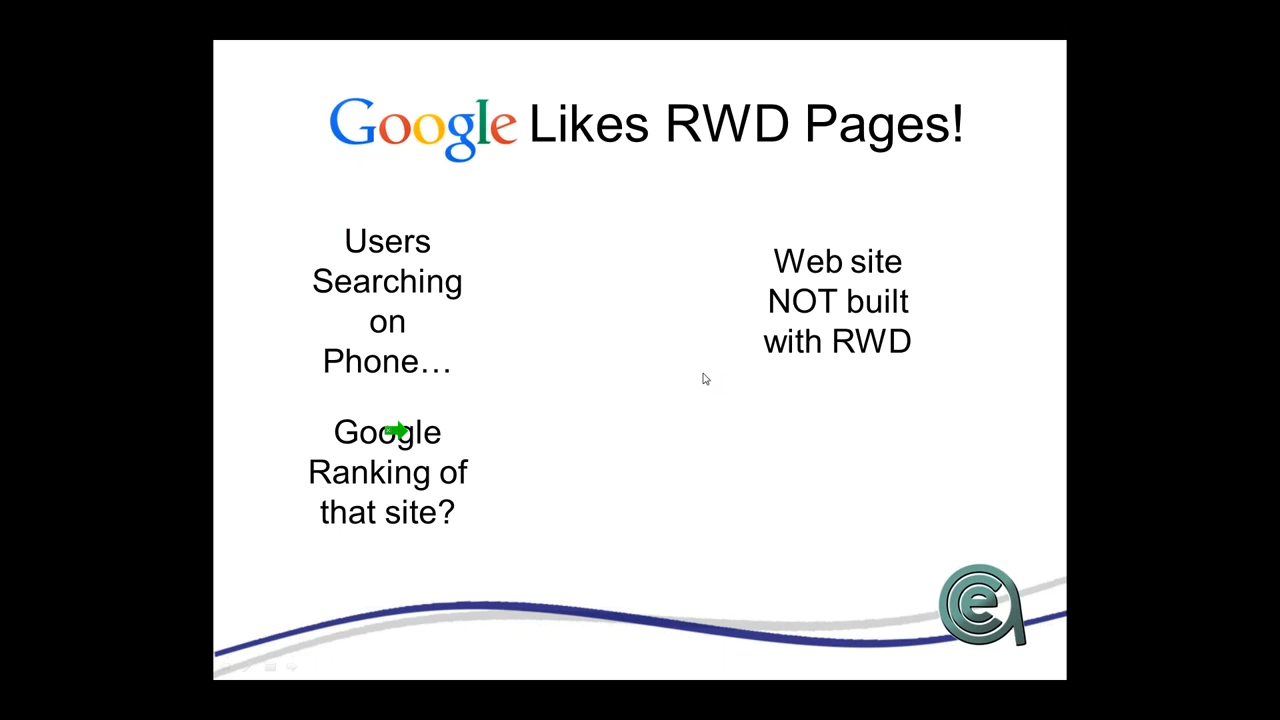 Google Likes RWD Pages!
Users
Searching
on
Phone…
Web site
NOT built
with RWD
Google
Ranking of
that site?